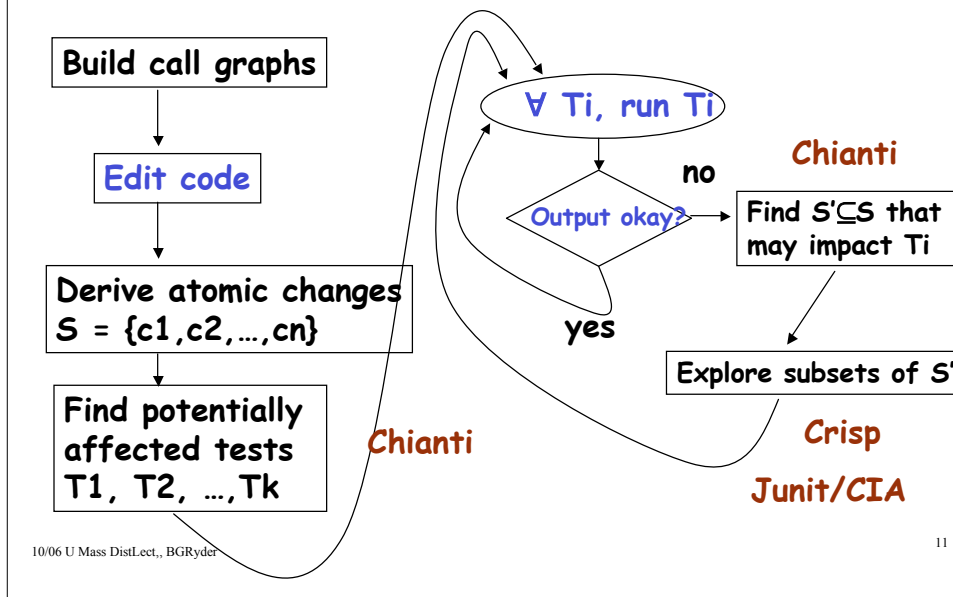 Build call graphs
Edit code
Derive atomic changes
S = {c1,c2,…,cn}
Find potentially
affected tests
T1, T2, …,Tk
Chianti
∀ Ti, run Ti
Output okay?
yes
no
Chianti
Find S'⊆S that
may impact Ti
Explore subsets of S'
Crisp
Junit/CIA
10/06 U Mass DistLect,, BGRyder
11